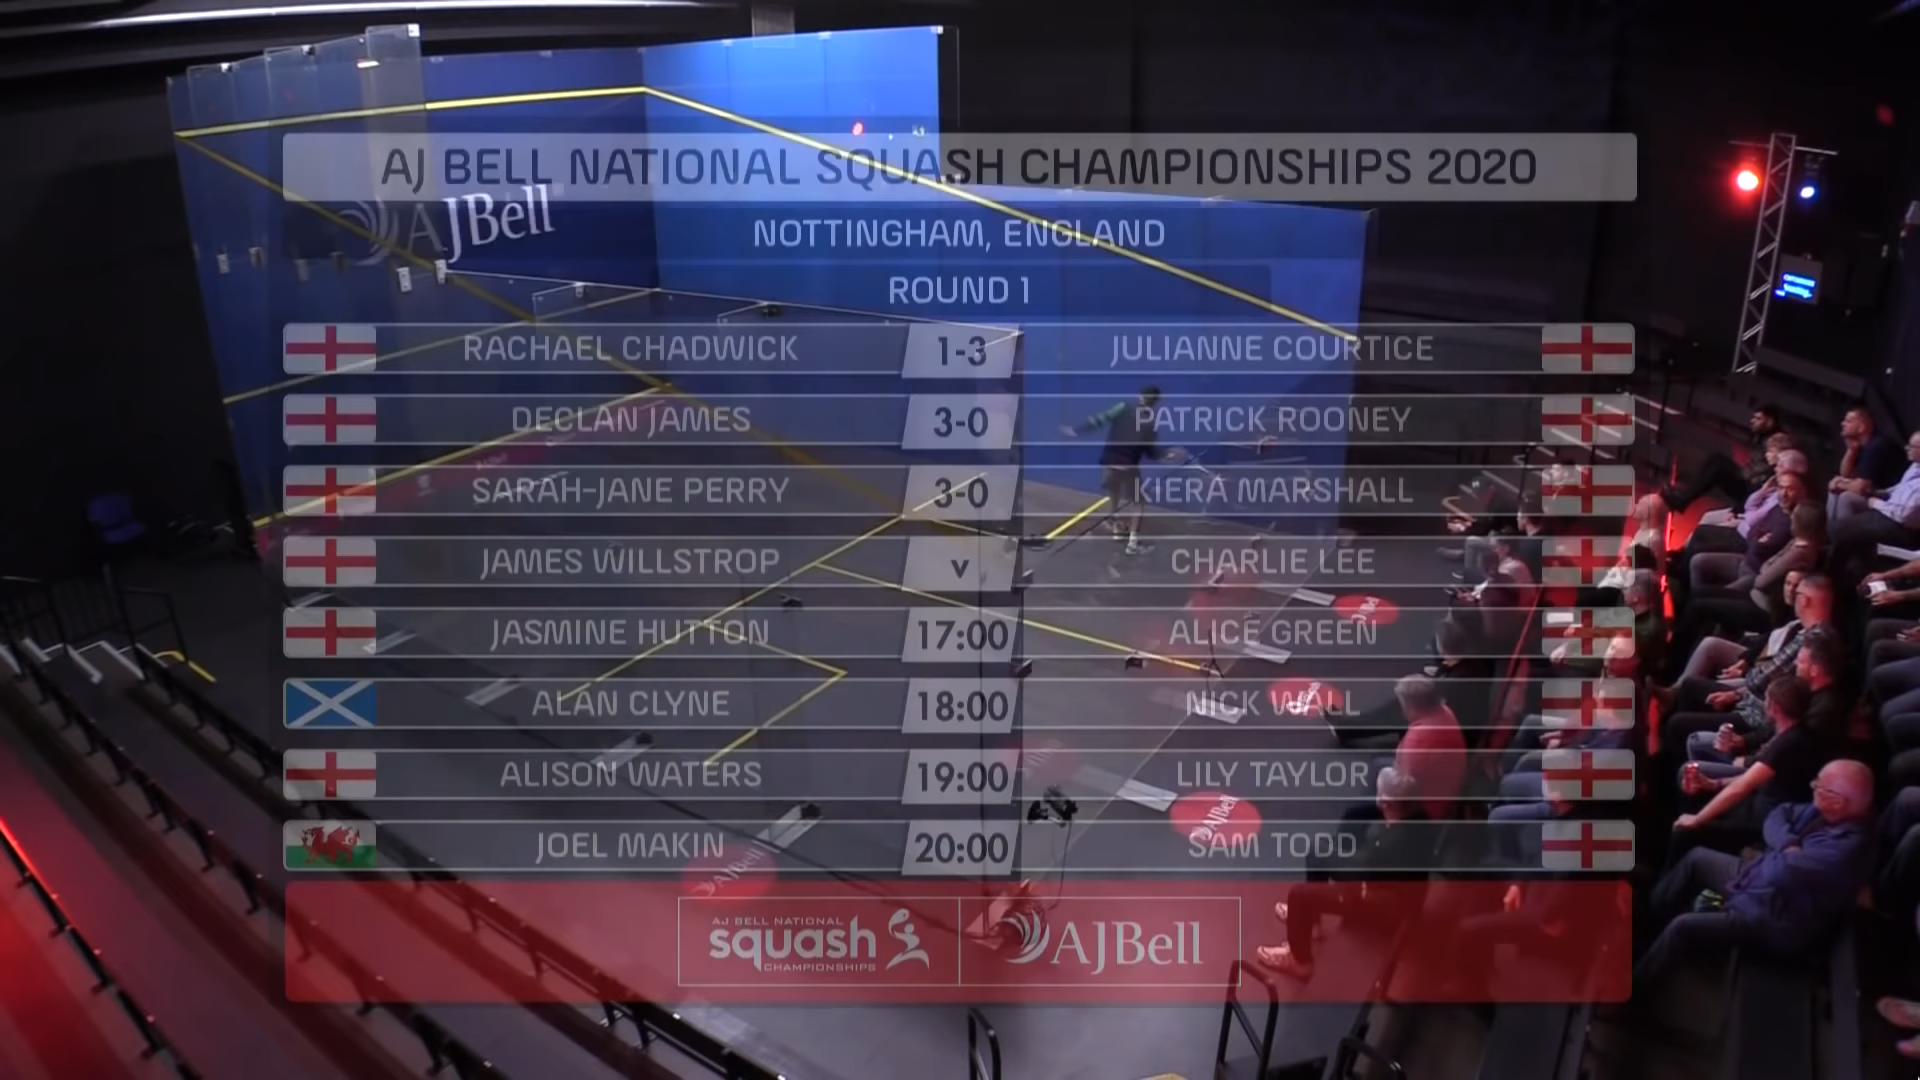 AJ BELL NATIONAL SQUASH CHAMPIONSHIPS 2020
AJBell
NOTTINGHAM, ENGLAND
ROUND 1
RACHAEL CHADWICK 1-3 JULIANNE COURTICE
DECLAN JAMES 3-0 PATRICK ROONEY
SARAH-JANE PERRY 3-0 KIERA MARSHALL
JAMES WILLSTROP v CHARLIE LEE
JASMINE HUTTON 17:00 ALICE GREEN
ALAN CLYNE 18:00 NICK WALL
ALISON WATERS 19:00 LILY TAYLOR
AJBell
JOEL MAKIN 20:00 SAM TODD
AJBell
AJ BELL NATIONAL
squash
CHAMPIONSHIPS
AJBell